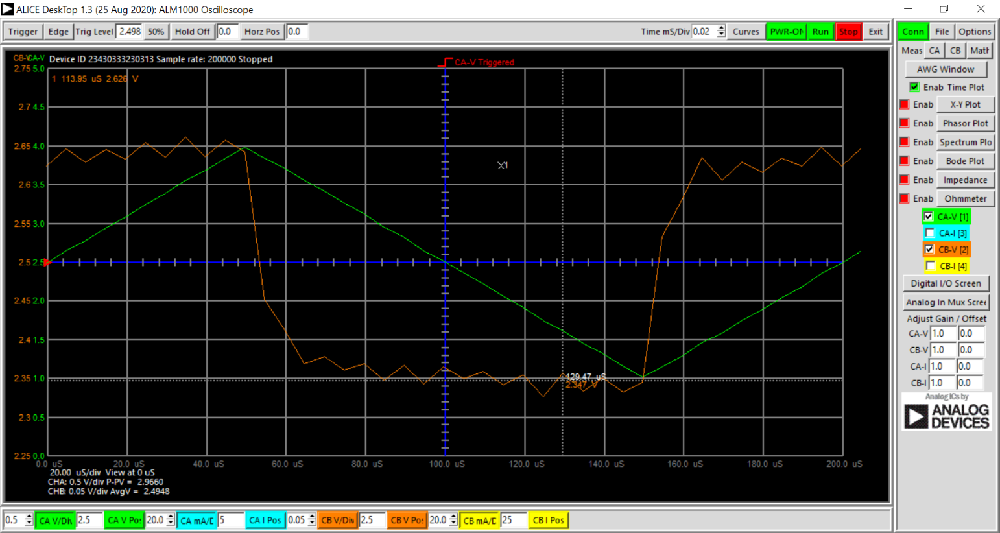 ALICE DeskTop 1.3 (25 Aug 2020): ALM1000 Oscilloscope
Trigger Edge Trig Level 2.498 50% Hold Off 0.0 Horz Pos 0.0 Time mS/Div 0.02 Curves PWR-ON Run Stop Exit
Conn File Options
Meas CA CB Math
AWG Window
Enab Time Plot
Enab X-Y Plot
Enab Phasor Plot
Enab Spectrum Plo
Enab Bode Plot
Enab Impedance
Enab Ohmmeter
CA-V [1]
CA-I [3]
CB-V [2]
CB-I [4]
Digital I/O Screen
Analog In Mux Scree
Adjust Gain / Offset
CA-V 1.0 0.0
CB-V 1.0 0.0
CA-I 1.0 0.0
CB-I 1.0 0.0
Analog ICs by
ANALOG
DEVICES
CB-V CA-V Device ID 23430333230313 Sample rate: 200000 Stopped
CA-V Triggered
2.75 5.0
1 113.95 uS 2.626 V
2.7 4.5
2.65 4.0
X1
2.6 3.5
2.55 3.0
2.5 2.5
2.45 2.0
2.4 1.5
2.35 1.0
129.47 uS
2.347 V
2.3 0.5
2.25 0.0
0.0 uS 20.0 uS 40.0 uS 60.0 uS 80.0 uS 100.0 uS 120.0 uS 140.0 uS 160.0 uS 180.0 uS 200.0 uS
20.00 uS/div View at 0 uS
CHA: 0.5 V/div P-PV = 2.9660
CHB: 0.05 V/div AvgV = 2.4948
0.5 CA V/Div 2.5 CA V Pos 20.0 CA mA/D 5 CA I Pos 0.05 CB V/Div 2.5 CB V Pos 20.0 CB mA/D 25 CB I Pos